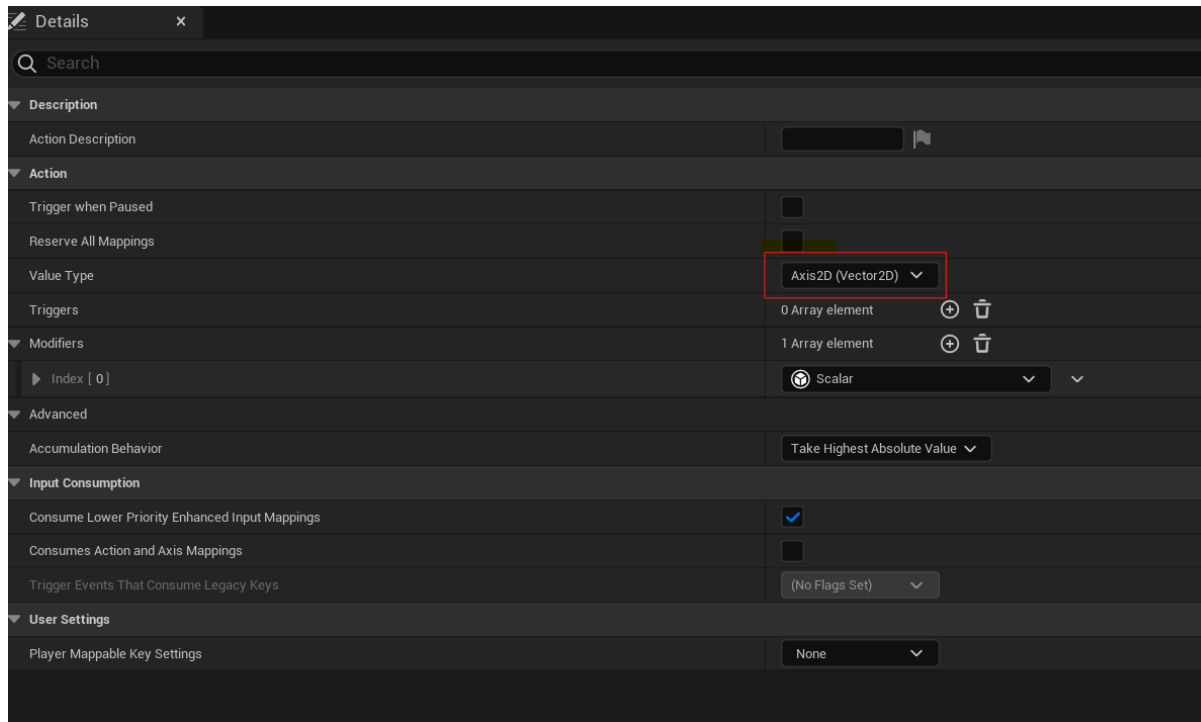 Details
Search
Description
Action Description
Action
Trigger when Paused
Reserve All Mappings
Value Type Axis2D (Vector2D)
Triggers 0 Array element
Modifiers 1 Array element
Index [ 0 ] Scalar
Advanced
Accumulation Behavior Take Highest Absolute Value
Input Consumption
Consume Lower Priority Enhanced Input Mappings
Consumes Action and Axis Mappings
Trigger Events That Consume Legacy Keys (No Flags Set)
User Settings
Player Mappable Key Settings None